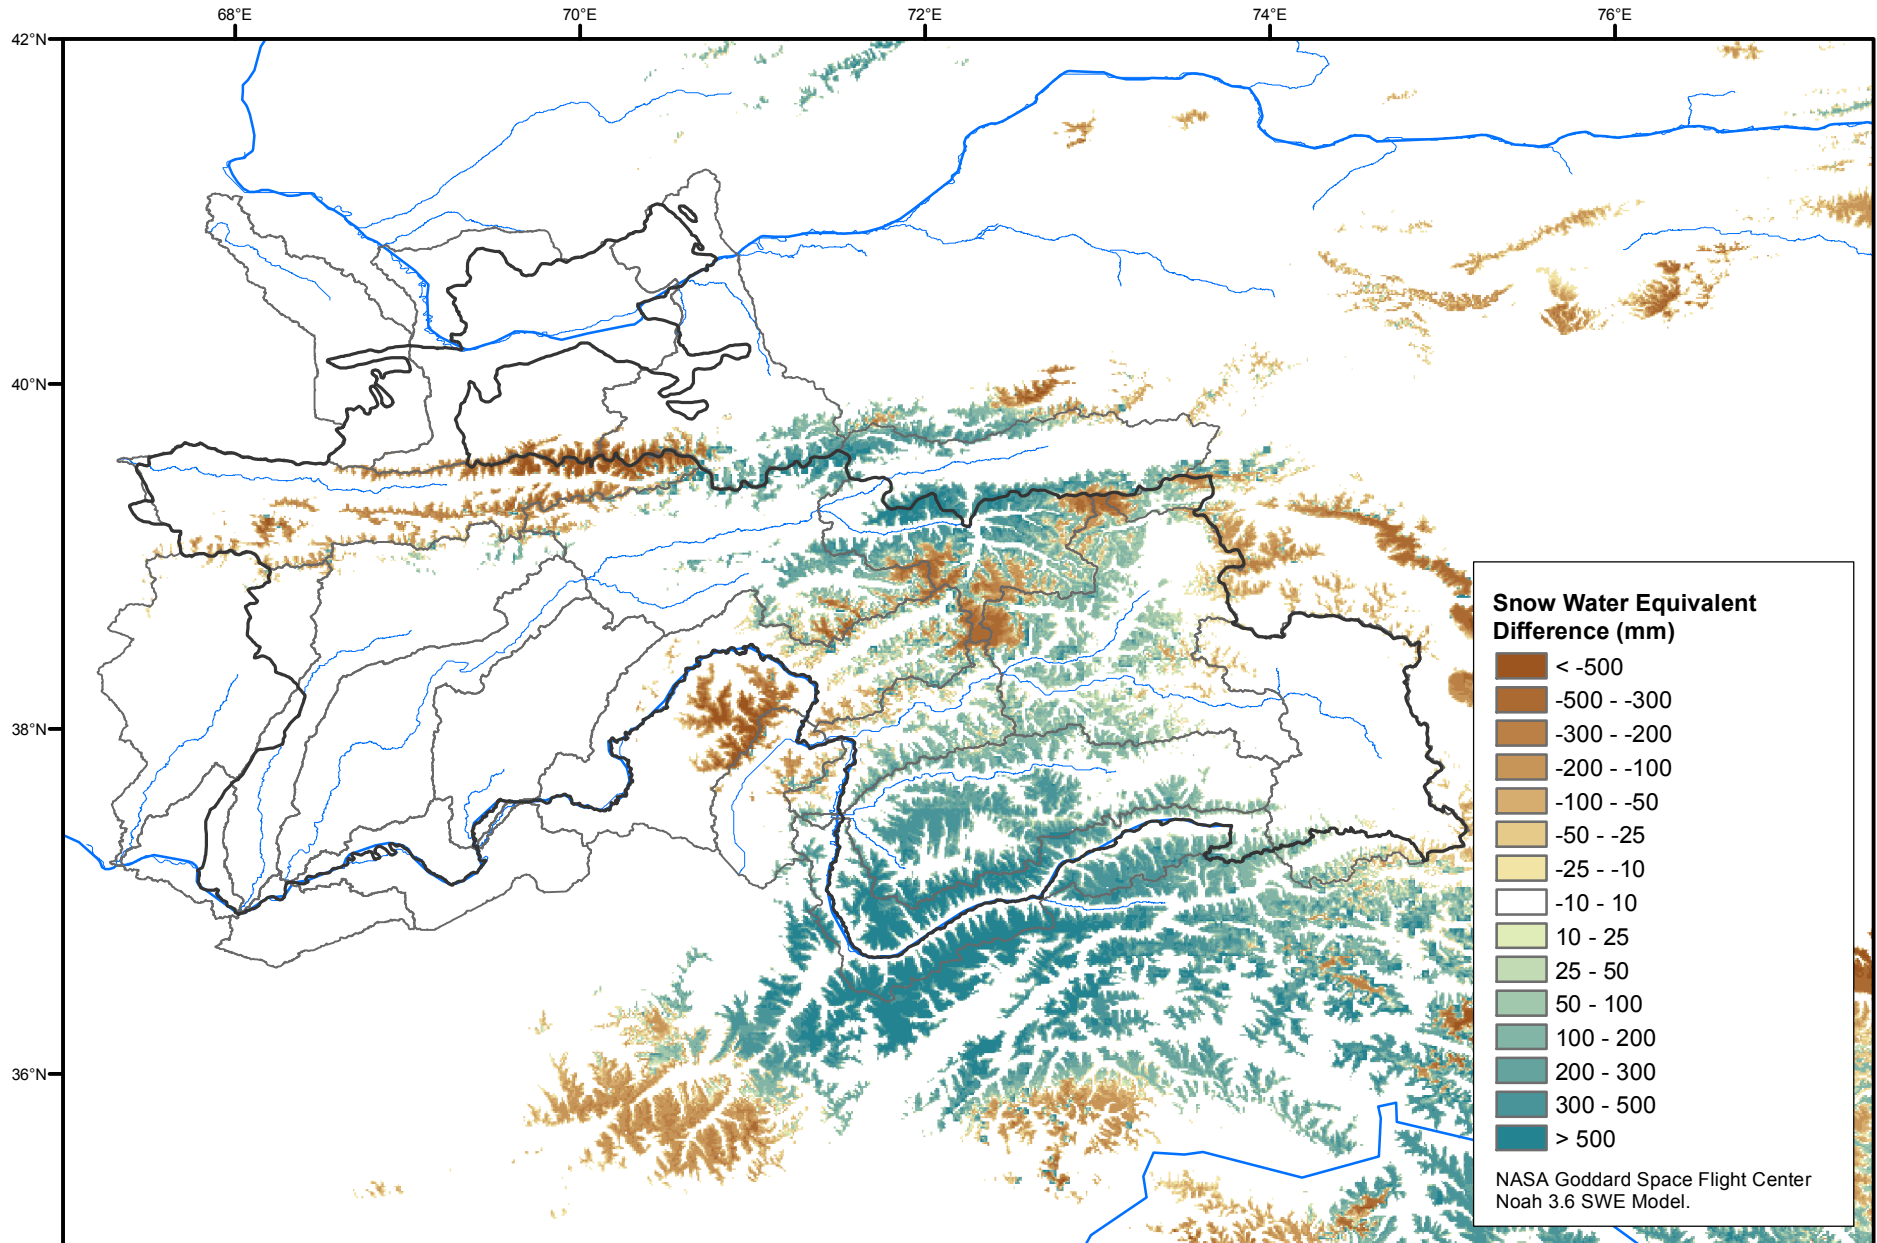 68°E
70°E
72°E
74°E
76°E
42°N
40°N
38°N
36°N
Snow Water Equivalent
Difference (mm)
< -500
-500 - -300
-300 - -200
-200 - -100
-100 - -50
-50 - -25
-25 - -10
-10 - 10
10 - 25
25 - 50
50 - 100
100 - 200
200 - 300
300 - 500
> 500
NASA Goddard Space Flight Center
Noah 3.6 SWE Model.